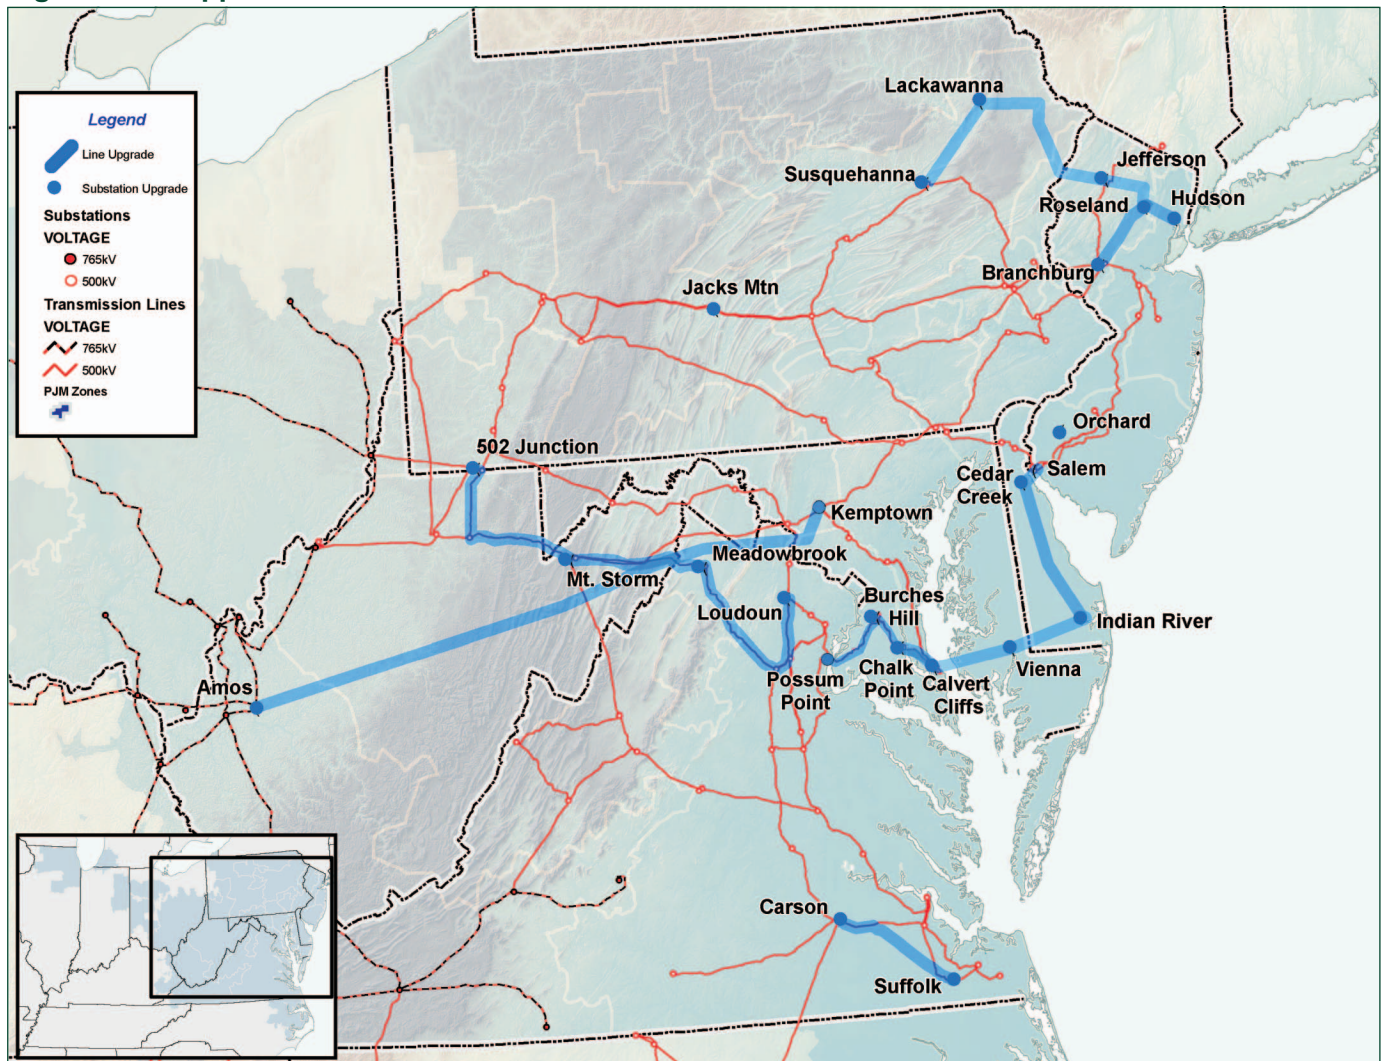 Legend
Line Upgrade
Substation Upgrade
Substations
VOLTAGE
765kV
500kV
Transmission Lines
VOLTAGE
765kV
500kV
PJM Zones
Lackawanna
Susquehanna
Jefferson
Roseland
Hudson
Branchburg
Jacks Mtn
Orchard
502 Junction
Salem
Cedar
Creek
Kemptown
Meadowbrook
Mt. Storm
Loudoun
Burches
Hill
Indian River
Possum
Point
Chalk
Point
Calvert
Cliffs
Vienna
Amos
Carson
Suffolk